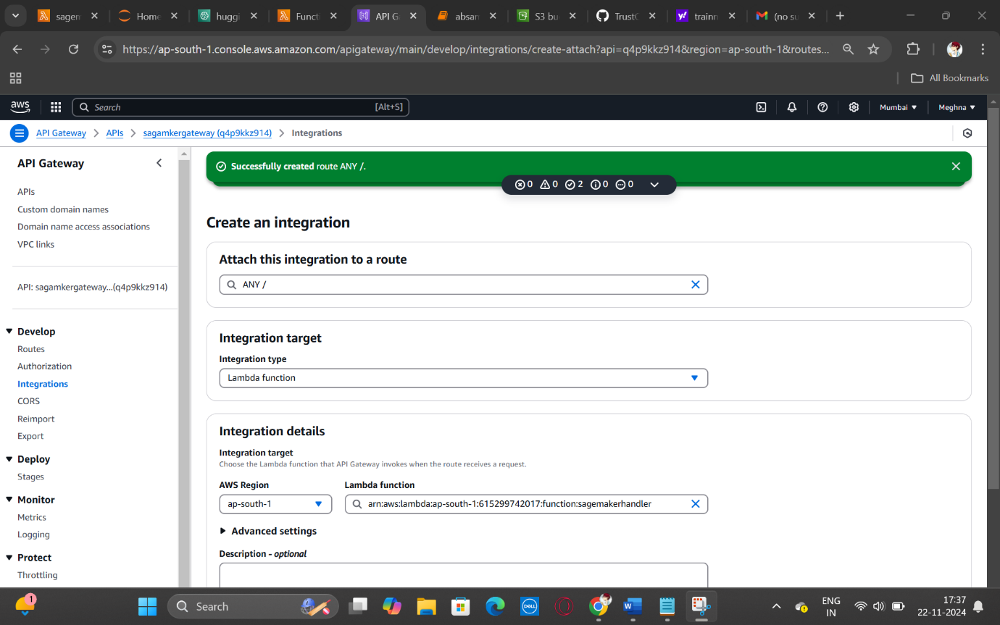 sagem
Home
huggi
Functi
API G
absan
S3 bu
Trust
trainn
(no su
https://ap-south-1.console.aws.amazon.com/apigateway/main/develop/integrations/create-attach?api=q4p9kkz914&region=ap-south-1&routes...
All Bookmarks
aws
Search
[Alt+S]
Mumbai
Meghna
API Gateway
APIs
sagamkergateway (q4p9kkz914)
Integrations
API Gateway
APIs
Custom domain names
Domain name access associations
VPC links
API: sagamkergateway...(q4p9kkz914)
Develop
Routes
Authorization
Integrations
CORS
Reimport
Export
Deploy
Stages
Monitor
Metrics
Logging
Protect
Throttling
Successfully created route ANY /.
0 0 2 0 0
Create an integration
Attach this integration to a route
ANY /
Integration target
Integration type
Lambda function
Integration details
Integration target
Choose the Lambda function that API Gateway invokes when the route receives a request.
AWS Region
Lambda function
ap-south-1
arn:aws:lambda:ap-south-1:615299742017:function:sagemakerhandler
Advanced settings
Description - optional
1
Search
DELL
W
ENG
IN
17:37
22-11-2024